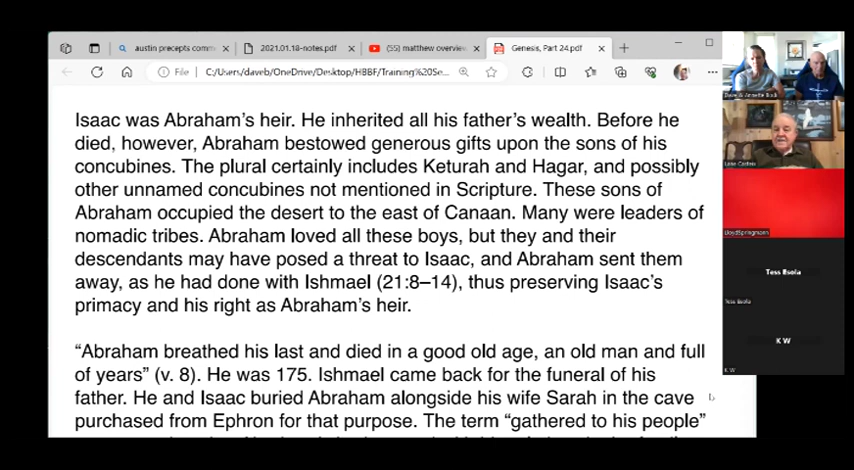 austin precepts comm
2021.01.18-notes.pdf
(55) matthew overview
Genesis, Part 24.pdf
File
C:/Users/daveb/OneDrive/Desktop/HBBF/Training%20Se...
Isaac was Abraham’s heir. He inherited all his father’s wealth. Before he
died, however, Abraham bestowed generous gifts upon the sons of his
concubines. The plural certainly includes Keturah and Hagar, and possibly
other unnamed concubines not mentioned in Scripture. These sons of
Abraham occupied the desert to the east of Canaan. Many were leaders of
nomadic tribes. Abraham loved all these boys, but they and their
descendants may have posed a threat to Isaac, and Abraham sent them
away, as he had done with Ishmael (21:8–14), thus preserving Isaac’s
primacy and his right as Abraham’s heir.
“Abraham breathed his last and died in a good old age, an old man and full
of years” (v. 8). He was 175. Ishmael came back for the funeral of his
father. He and Isaac buried Abraham alongside his wife Sarah in the cave
purchased from Ephron for that purpose. The term “gathered to his people”
Dave & Annette
LloydSpringmann
Tess Esola
Tess Esola
K W
K W